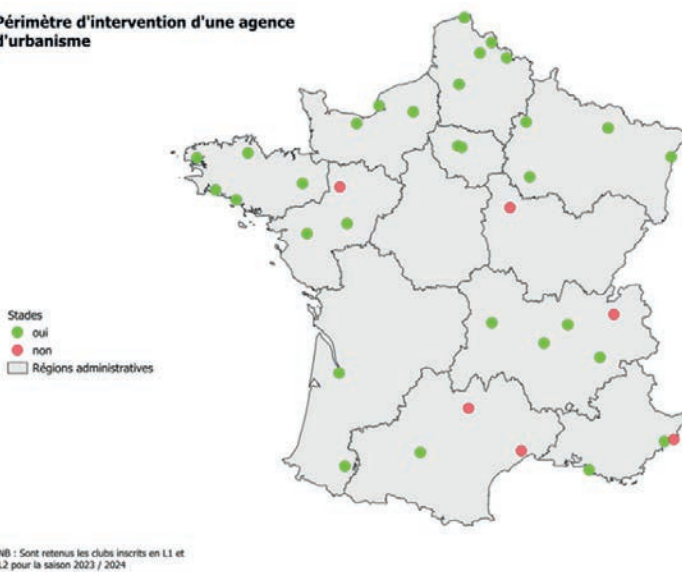 Périmètre d'intervention d'une agence
d'urbanisme
Stades
oui
non
Régions administratives
NB : Sont retenus les clubs inscrits en L1 et
L2 pour la saison 2023 / 2024